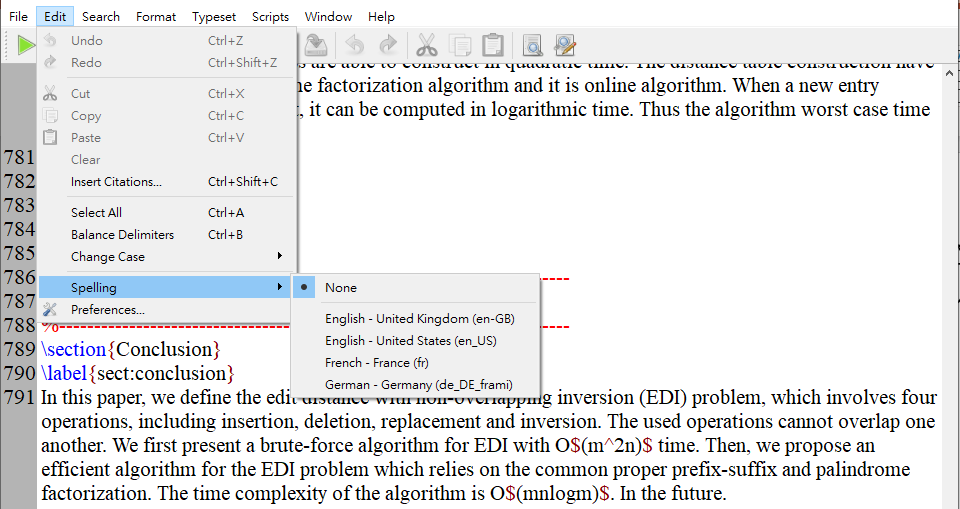 File Edit Search Format Typeset Scripts Window Help
Undo Ctrl+Z
Redo Ctrl+Shift+Z
Cut Ctrl+X
Copy Ctrl+C
Paste Ctrl+V
Clear
Insert Citations... Ctrl+Shift+C
Select All Ctrl+A
Balance Delimiters Ctrl+B
Change Case
Spelling
Preferences...
None
English - United Kingdom (en-GB)
English - United States (en_US)
French - France (fr)
German - Germany (de_DE_frami)
are able to construct in quadratic time. The distance table construction have
factorization algorithm and it is online algorithm. When a new entry
, it can be computed in logarithmic time. Thus the algorithm worst case time
781
782
783
784
785
786
787
788 %
789 \section{Conclusion}
790 \label{sect:conclusion}
791 In this paper, we define the edit distance with non-overlapping inversion (EDI) problem, which involves four
operations, including insertion, deletion, replacement and inversion. The used operations cannot overlap one
another. We first present a brute-force algorithm for EDI with O$(m^2n)$ time. Then, we propose an
efficient algorithm for the EDI problem which relies on the common proper prefix-suffix and palindrome
factorization. The time complexity of the algorithm is O$(mnlogm)$. In the future.